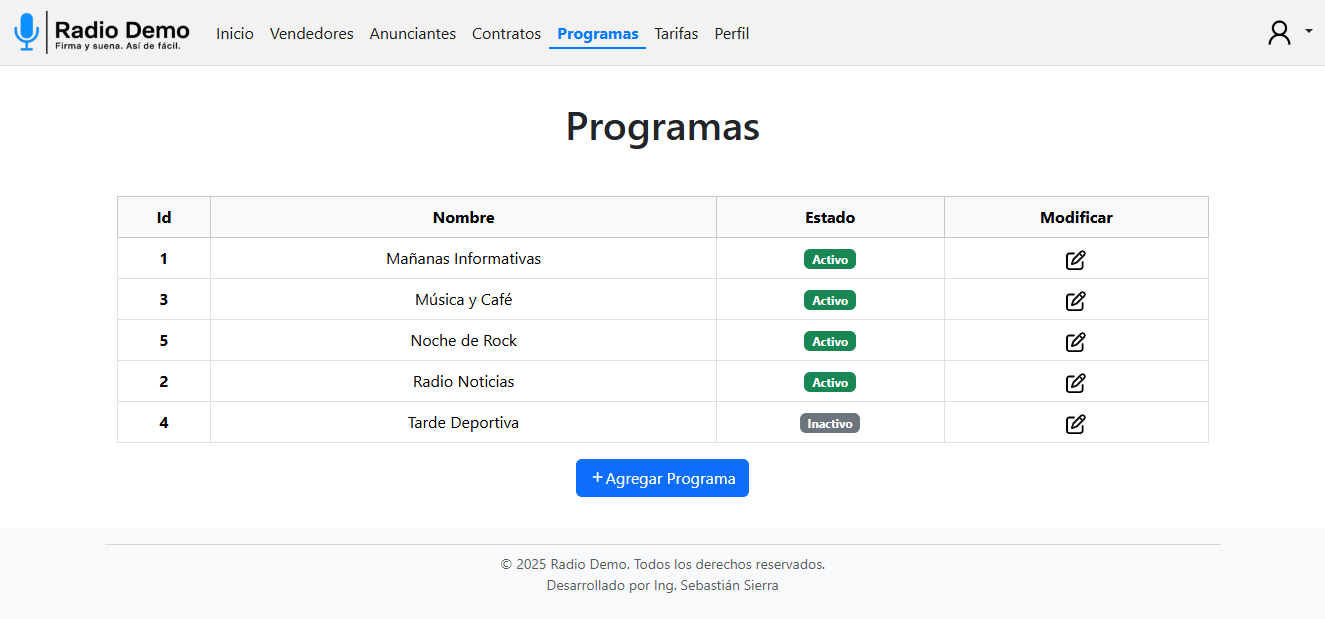 Radio Demo
Firma y suena. Así de fácil.
Inicio Vendedores Anunciantes Contratos Programas Tarifas Perfil
Programas
Id Nombre Estado Modificar
1 Mañanas Informativas Activo
3 Música y Café Activo
5 Noche de Rock Activo
2 Radio Noticias Activo
4 Tarde Deportiva Inactivo
+ Agregar Programa
© 2025 Radio Demo. Todos los derechos reservados.
Desarrollado por Ing. Sebastián Sierra